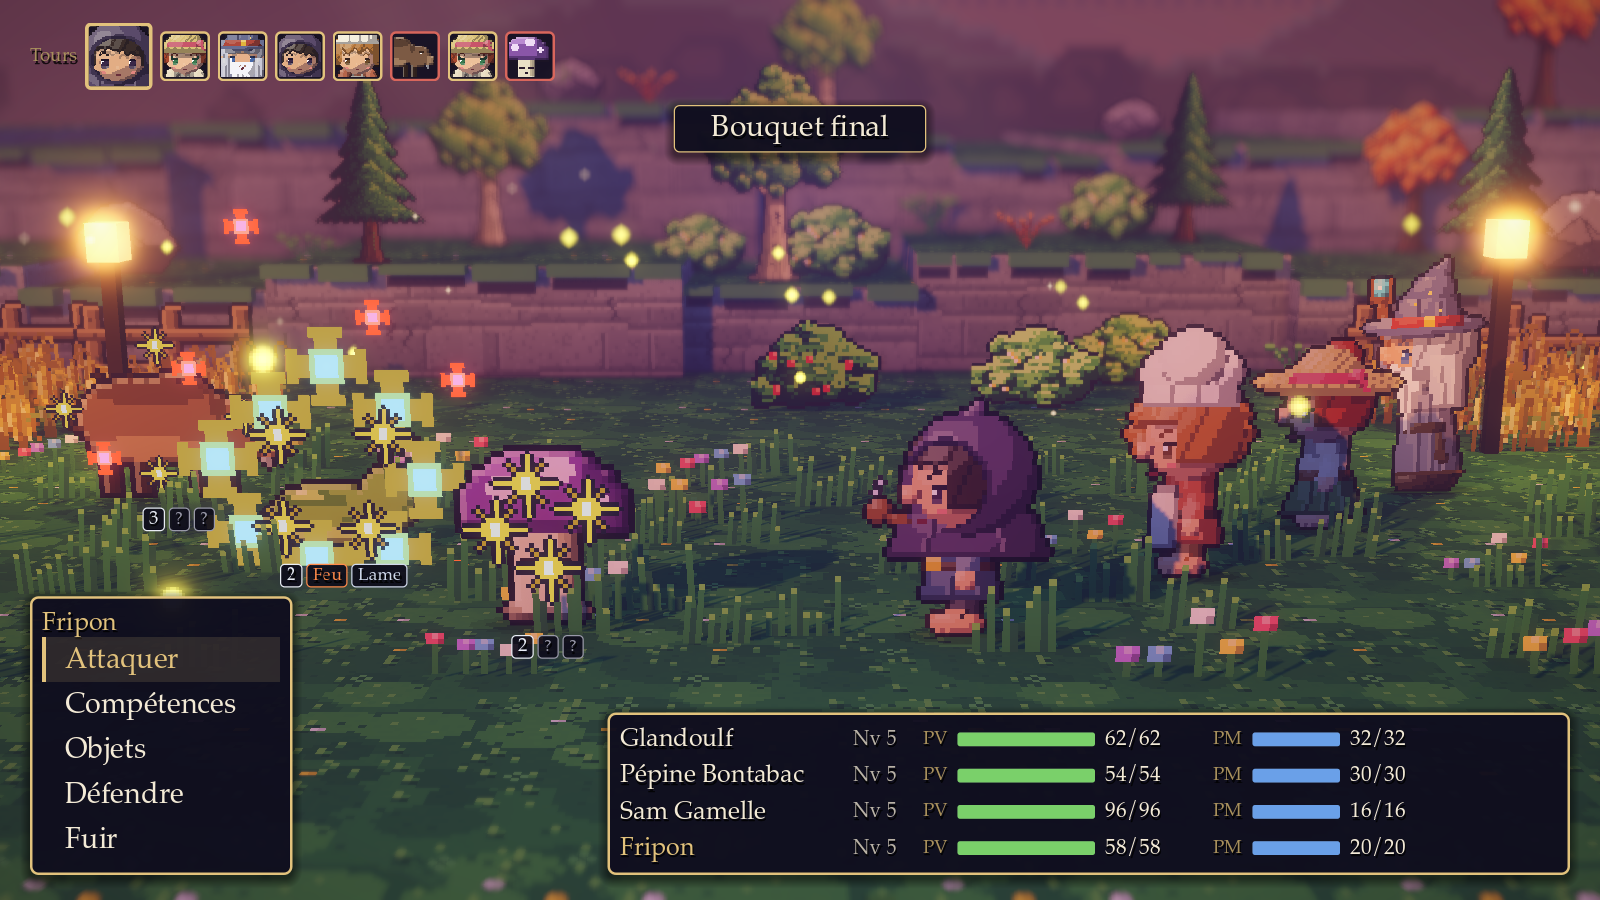 Tours
Bouquet final
3 ? ?
2 Feu Lame
2 ? ?
Fripon
Attaquer
Compétences
Objets
Défendre
Fuir
Glandoulf Nv 5 PV 62/62 PM 32/32
Pépine Bontabac Nv 5 PV 54/54 PM 30/30
Sam Gamelle Nv 5 PV 96/96 PM 16/16
Fripon Nv 5 PV 58/58 PM 20/20